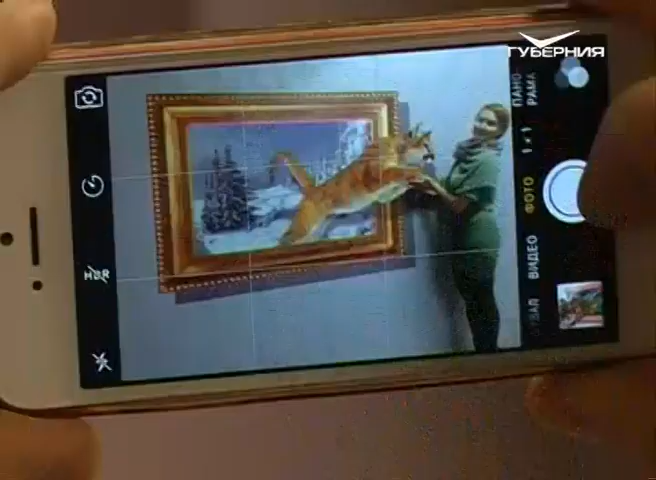 ГУБЕРНИЯ
ПАНО
РАМА
1 × 1
ФОТО
ВИДЕО
HDR